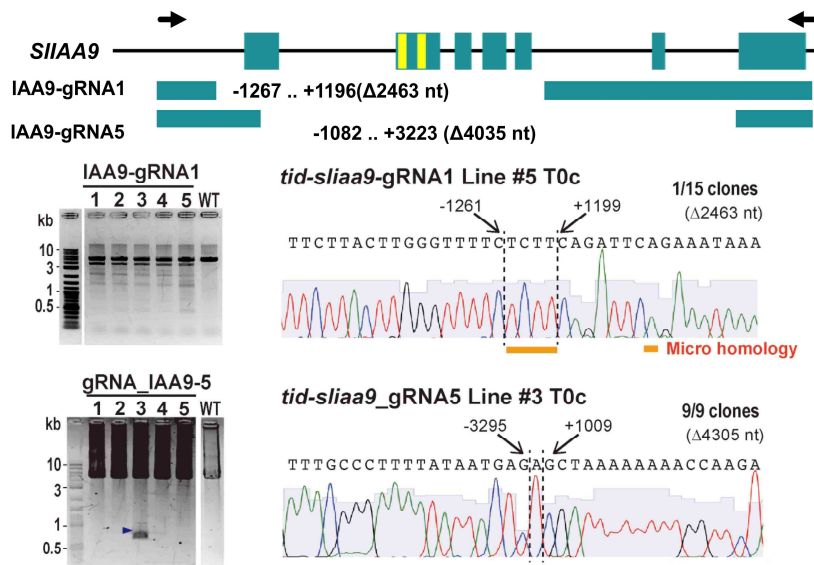 SlIAA9
IAA9-gRNA1
-1267 .. +1196(Δ2463 nt)
IAA9-gRNA5
-1082 .. +3223 (Δ4035 nt)
IAA9-gRNA1
1 2 3 4 5 WT
kb
10
3
1
0.5
tid-sliaa9-gRNA1 Line #5 T0c
1/15 clones
(Δ2463 nt)
-1261 +1199
TTCTTACTTGGGTTTTCTCTTCAGATTCAGAAATAAA
Micro homology
gRNA_IAA9-5
1 2 3 4 5 WT
kb
10
3
1
0.5
tid-sliaa9_gRNA5 Line #3 T0c
9/9 clones
(Δ4305 nt)
-3295 +1009
TTTGCCCTTTTATAATGAGAGCTAAAAAAAACCAAGA